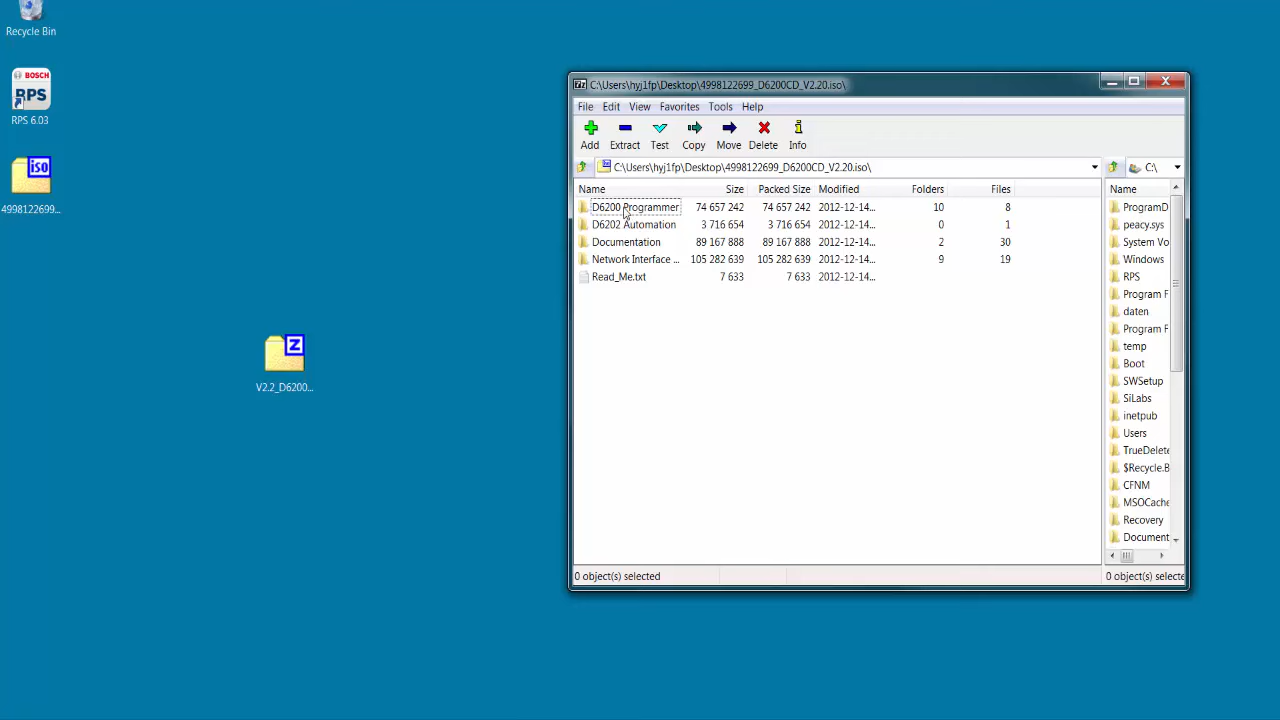 Recycle Bin
BOSCH
RPS
RPS 6.03
iso
4998122699...
Z
V2.2_D6200...
7z C:\Users\hyj1fp\Desktop\4998122699_D6200CD_V2.20.iso\
File Edit View Favorites Tools Help
Add Extract Test Copy Move Delete Info
C:\Users\hyj1fp\Desktop\4998122699_D6200CD_V2.20.iso\
C:\
Name Size Packed Size Modified Folders Files
D6200 Programmer 74 657 242 74 657 242 2012-12-14... 10 8
D6202 Automation 3 716 654 3 716 654 2012-12-14... 0 1
Documentation 89 167 888 89 167 888 2012-12-14... 2 30
Network Interface ... 105 282 639 105 282 639 2012-12-14... 9 19
Read_Me.txt 7 633 7 633 2012-12-14...
Name
ProgramD
peacy.sys
System Vo
Windows
RPS
Program F
daten
Program F
temp
Boot
SWSetup
SiLabs
inetpub
Users
TrueDelete
$Recycle.B
CFNM
MSOCache
Recovery
Document
0 object(s) selected
0 object(s) selecte